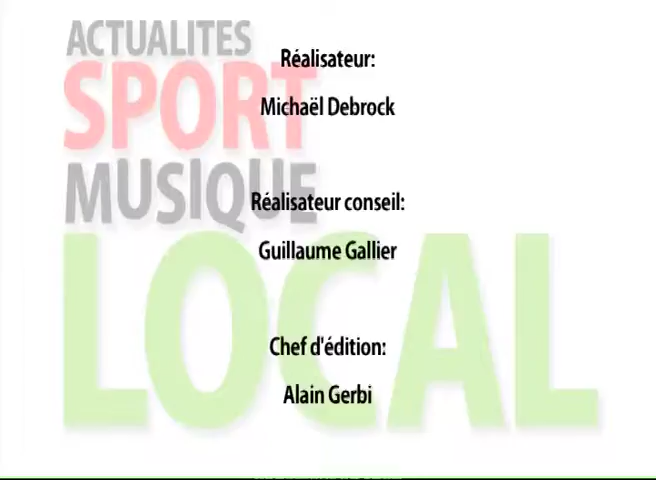 ACTUALITES
SPORT
MUSIQUE
LOCAL
Réalisateur:
Michaël Debrock
Réalisateur conseil:
Guillaume Gallier
Chef d'édition:
Alain Gerbi